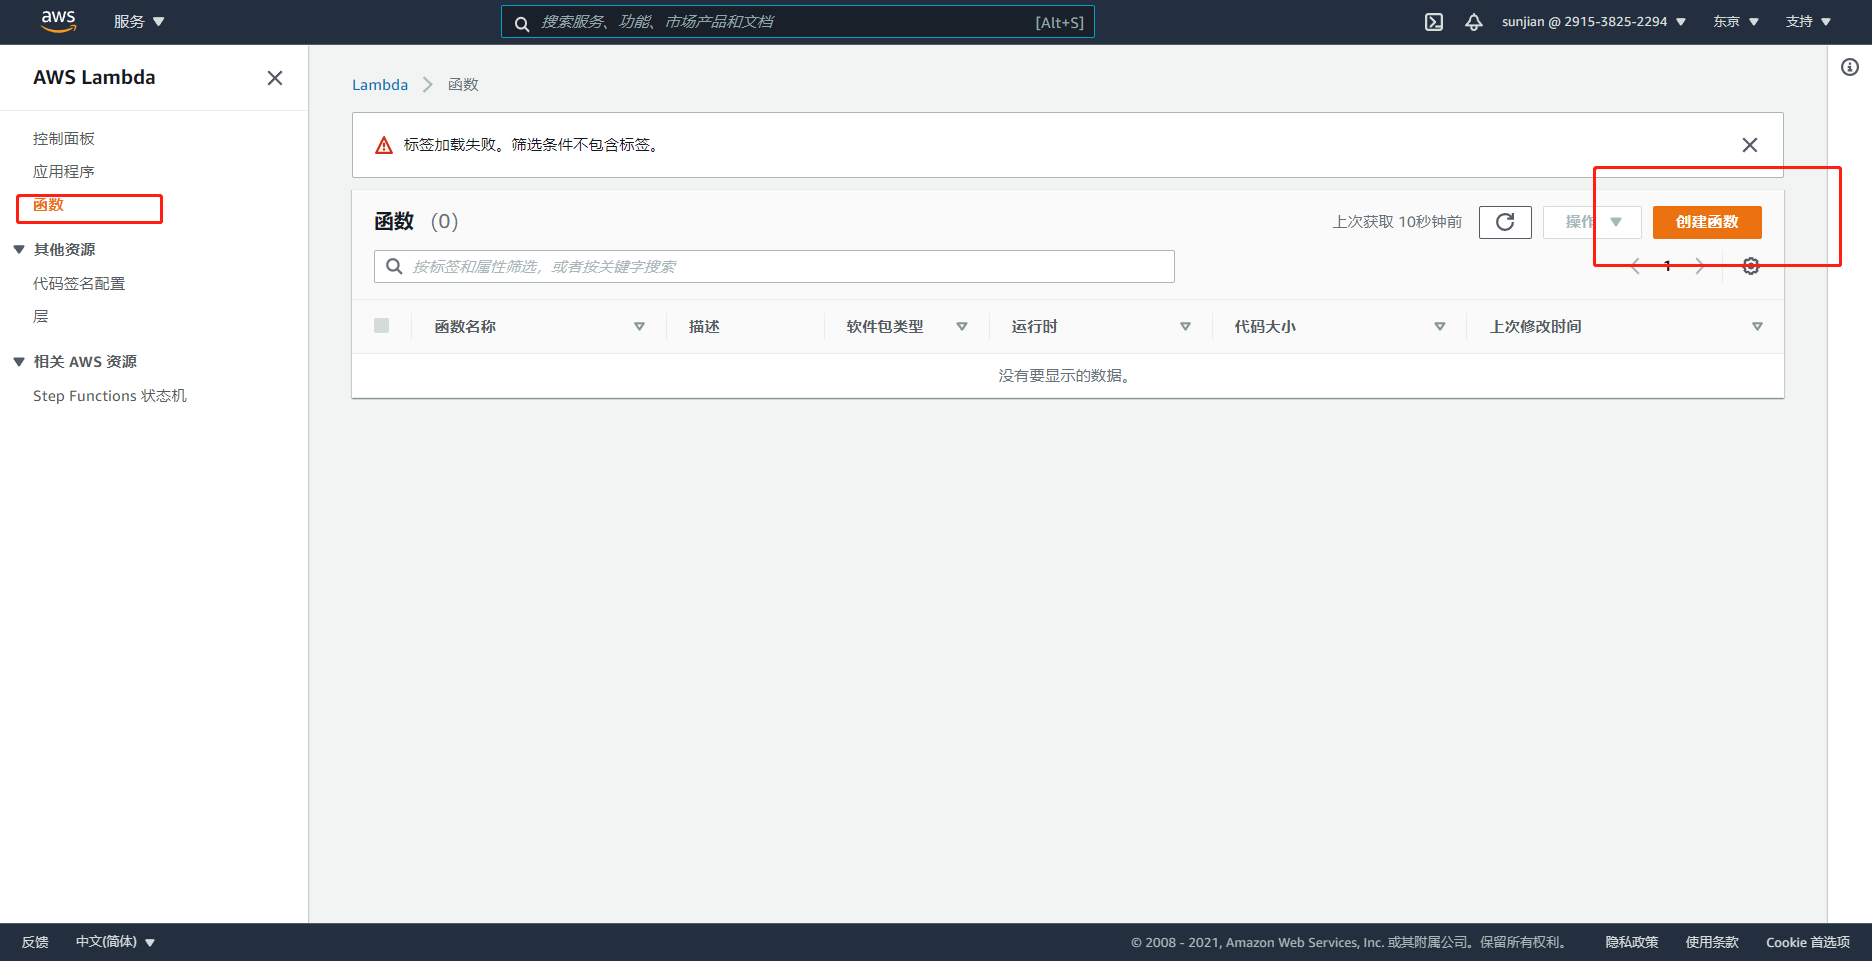 aws 服务 搜索服务、功能、市场产品和文档 [Alt+S] sunjian @ 2915-3825-2294 东京 支持
AWS Lambda
控制面板
应用程序
函数
其他资源
代码签名配置
层
相关 AWS 资源
Step Functions 状态机
Lambda 函数
标签加载失败。筛选条件不包含标签。
函数 (0) 上次获取 10秒钟前 操作 创建函数
按标签和属性筛选，或者按关键字搜索 1
函数名称 描述 软件包类型 运行时 代码大小 上次修改时间
没有要显示的数据。
反馈 中文(简体) © 2008 - 2021, Amazon Web Services, Inc. 或其附属公司。保留所有权利。 隐私政策 使用条款 Cookie 首选项